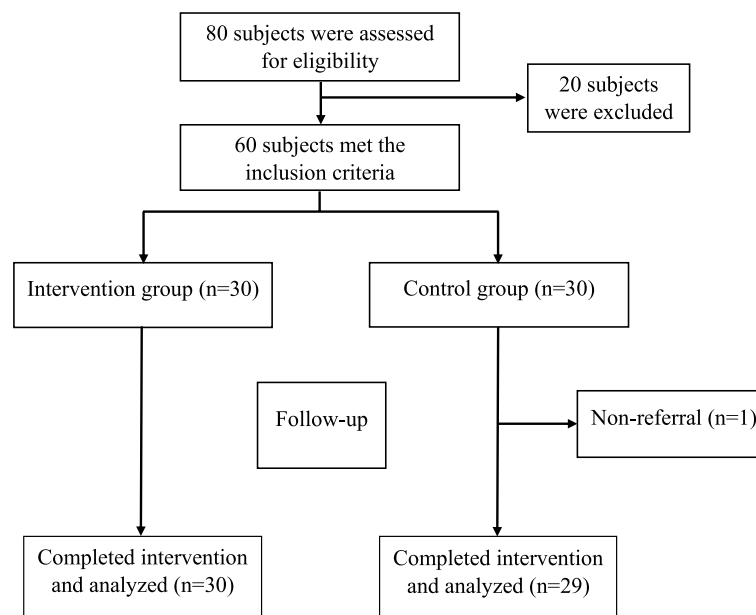 80 subjects were assessed
for eligibility
20 subjects
were excluded
60 subjects met the
inclusion criteria
Intervention group (n=30)
Control group (n=30)
Follow-up
Non-referral (n=1)
Completed intervention
and analyzed (n=30)
Completed intervention
and analyzed (n=29)